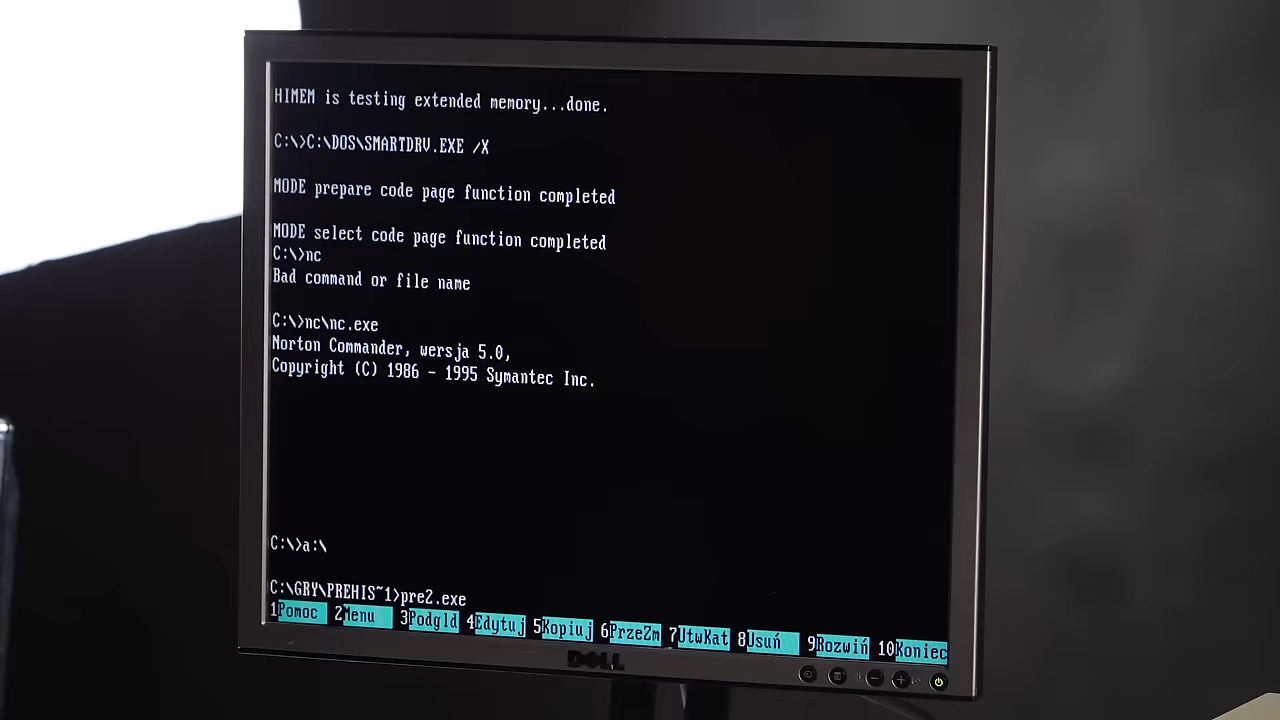 HIMEM is testing extended memory...done.
C:\>C:\DOS\SMARTDRV.EXE /X
MODE prepare code page function completed
MODE select code page function completed
C:\>nc
Bad command or file name
C:\>nc\nc.exe
Norton Commander, wersja 5.0,
Copyright (C) 1986 - 1995 Symantec Inc.
C:\>a:\
C:\GRY\PREHIS~1>pre2.exe
1Pomoc 2Menu 3Podgld 4Edytuj 5Kopiuj 6PrzeZm 7UtwKat 8Usuń 9Rozwiń 10Koniec
DELL